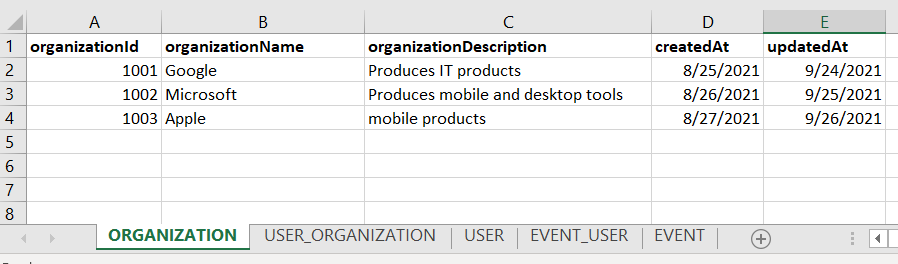 A B C D E
1 organizationId organizationName organizationDescription createdAt updatedAt
2 1001 Google Produces IT products 8/25/2021 9/24/2021
3 1002 Microsoft Produces mobile and desktop tools 8/26/2021 9/25/2021
4 1003 Apple mobile products 8/27/2021 9/26/2021
5
6
7
8
ORGANIZATION USER_ORGANIZATION USER EVENT_USER EVENT